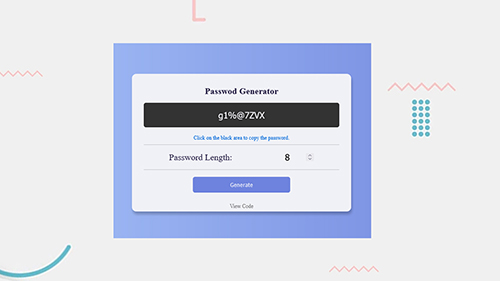 Passwod Generator
g1%@7ZVX
Click on the black area to copy the password.
Password Length: 8
Generate
View Code